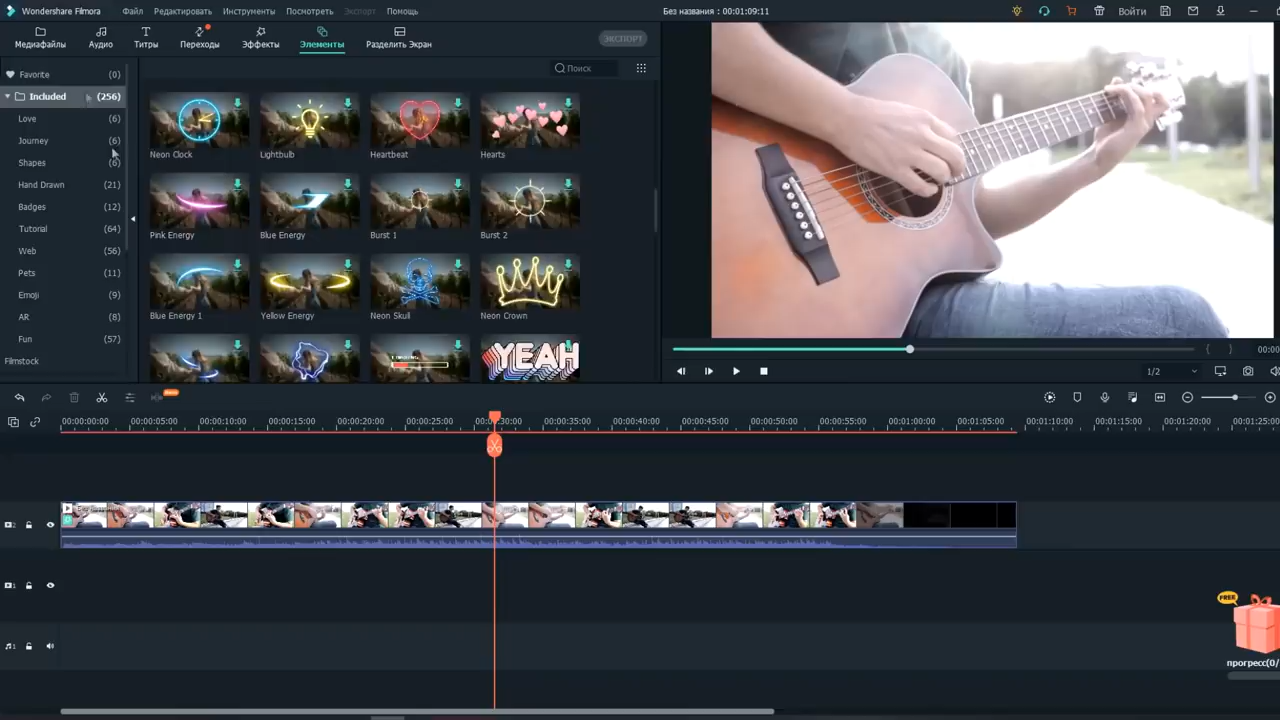 Wondershare Filmora
Файл
Редактировать
Инструменты
Посмотреть
Экспорт
Помощь
Без названия : 00:01:09:11
Войти
Медиафайлы
Аудио
Титры
Переходы
Эффекты
Элементы
Разделить Экран
ЭКСПОРТ
Favorite (0)
Included (256)
Love (6)
Journey (6)
Shapes (6)
Hand Drawn (21)
Badges (12)
Tutorial (64)
Web (56)
Pets (11)
Emoji (9)
AR (8)
Fun (57)
Filmstock
Поиск
Neon Clock
Lightbulb
Heartbeat
Hearts
Pink Energy
Blue Energy
Burst 1
Burst 2
Blue Energy 1
Yellow Energy
Neon Skull
Neon Crown
YEAH
1/2
00:00
00:00:00:00
00:00:05:00
00:00:10:00
00:00:15:00
00:00:20:00
00:00:25:00
00:00:30:00
00:00:35:00
00:00:40:00
00:00:45:00
00:00:50:00
00:00:55:00
00:01:00:00
00:01:05:00
00:01:10:00
00:01:15:00
00:01:20:00
00:01:25:00
2
1
1
FREE
прогресс(0/